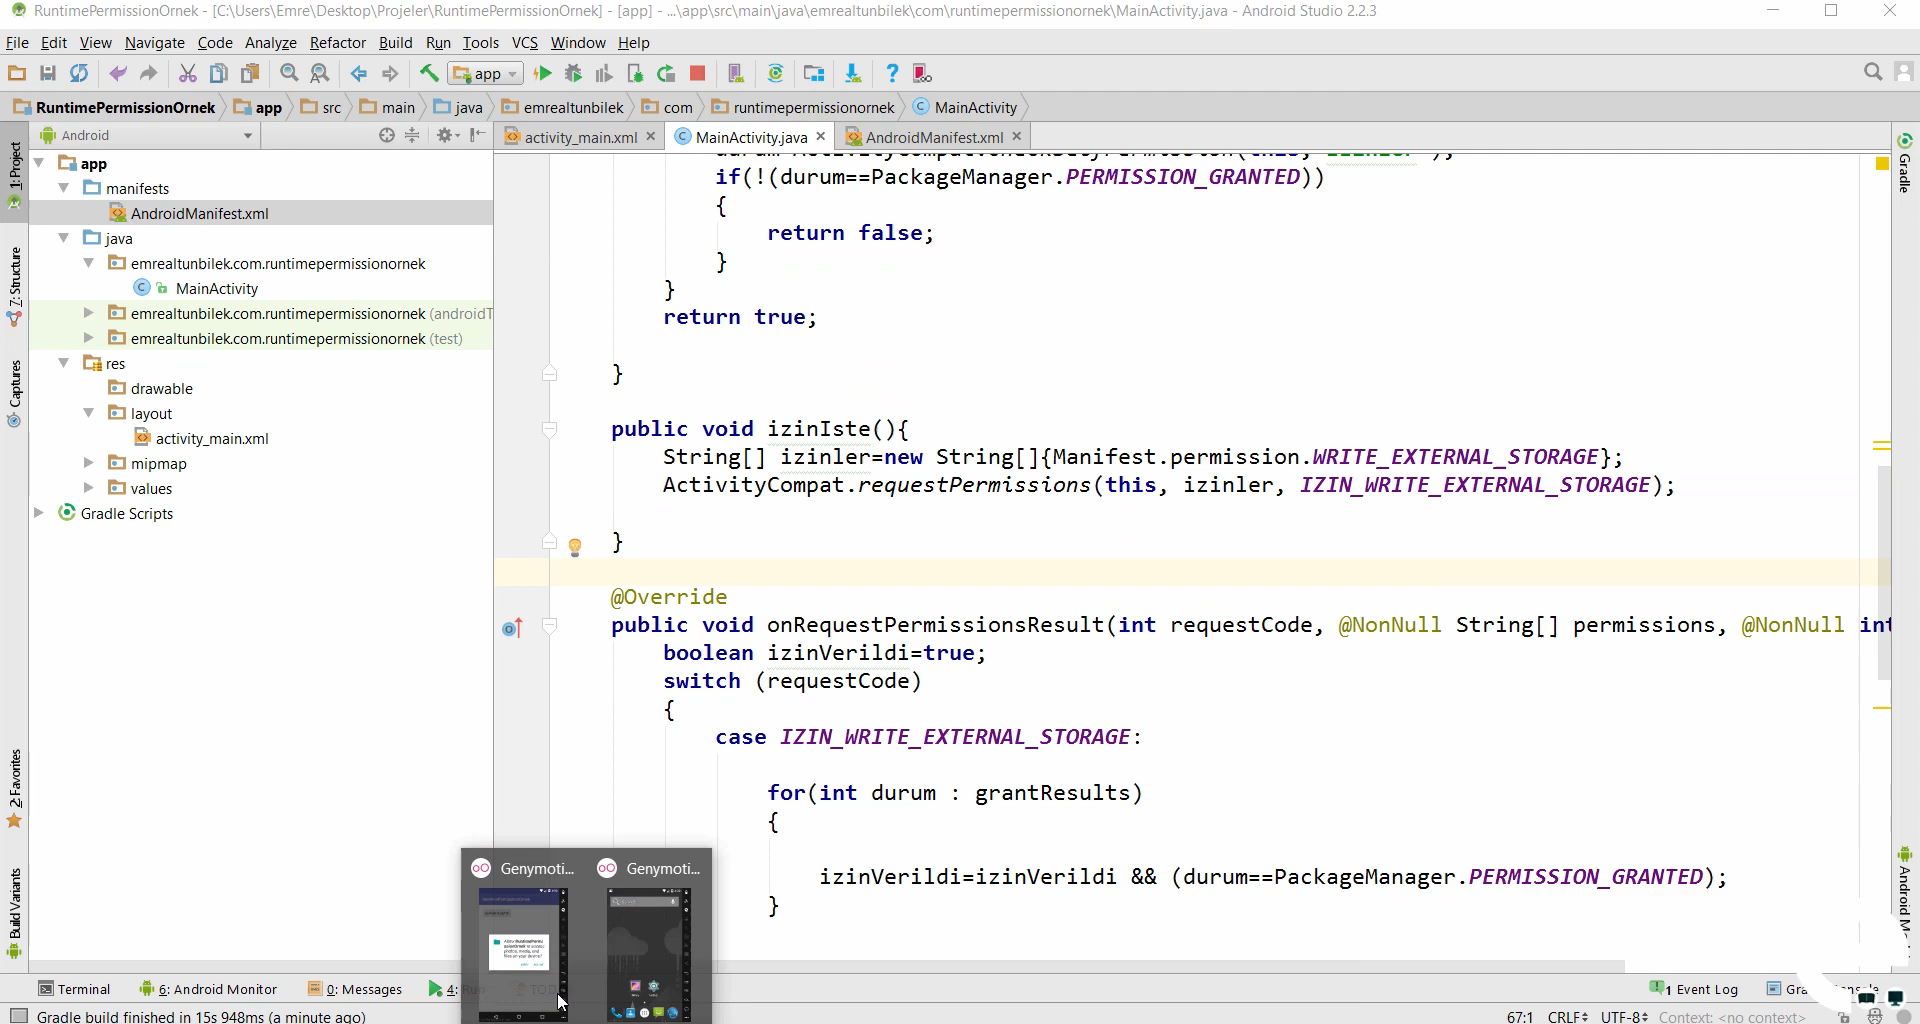 RuntimePermissionOrnek - [C:\Users\Emre\Desktop\Projeler\RuntimePermissionOrnek] - [app] - ...\app\src\main\java\emrealtunbilek\com\runtimepermissionornek\MainActivity.java - Android Studio 2.2.3
File Edit View Navigate Code Analyze Refactor Build Run Tools VCS Window Help
app
RuntimePermissionOrnek app src main java emrealtunbilek com runtimepermissionornek MainActivity
Android
activity_main.xml MainActivity.java AndroidManifest.xml
1: Project
7: Structure
Captures
2: Favorites
Build Variants
app
manifests
AndroidManifest.xml
java
emrealtunbilek.com.runtimepermissionornek
MainActivity
emrealtunbilek.com.runtimepermissionornek (androidT
emrealtunbilek.com.runtimepermissionornek (test)
res
drawable
layout
activity_main.xml
mipmap
values
Gradle Scripts
if(!(durum==PackageManager.PERMISSION_GRANTED))
{
return false;
}
}
return true;
}
public void izinIste(){
String[] izinler=new String[]{Manifest.permission.WRITE_EXTERNAL_STORAGE};
ActivityCompat.requestPermissions(this, izinler, IZIN_WRITE_EXTERNAL_STORAGE);
}
@Override
public void onRequestPermissionsResult(int requestCode, @NonNull String[] permissions, @NonNull int
boolean izinVerildi=true;
switch (requestCode)
{
case IZIN_WRITE_EXTERNAL_STORAGE:
for(int durum : grantResults)
{
izinVerildi=izinVerildi && (durum==PackageManager.PERMISSION_GRANTED);
}
Gradle
Android M
Genymoti... Genymoti...
Terminal 6: Android Monitor 0: Messages 4: Ru TOD 1 Event Log Gra
Gradle build finished in 15s 948ms (a minute ago) 67:1 CRLF UTF-8 Context: <no context>